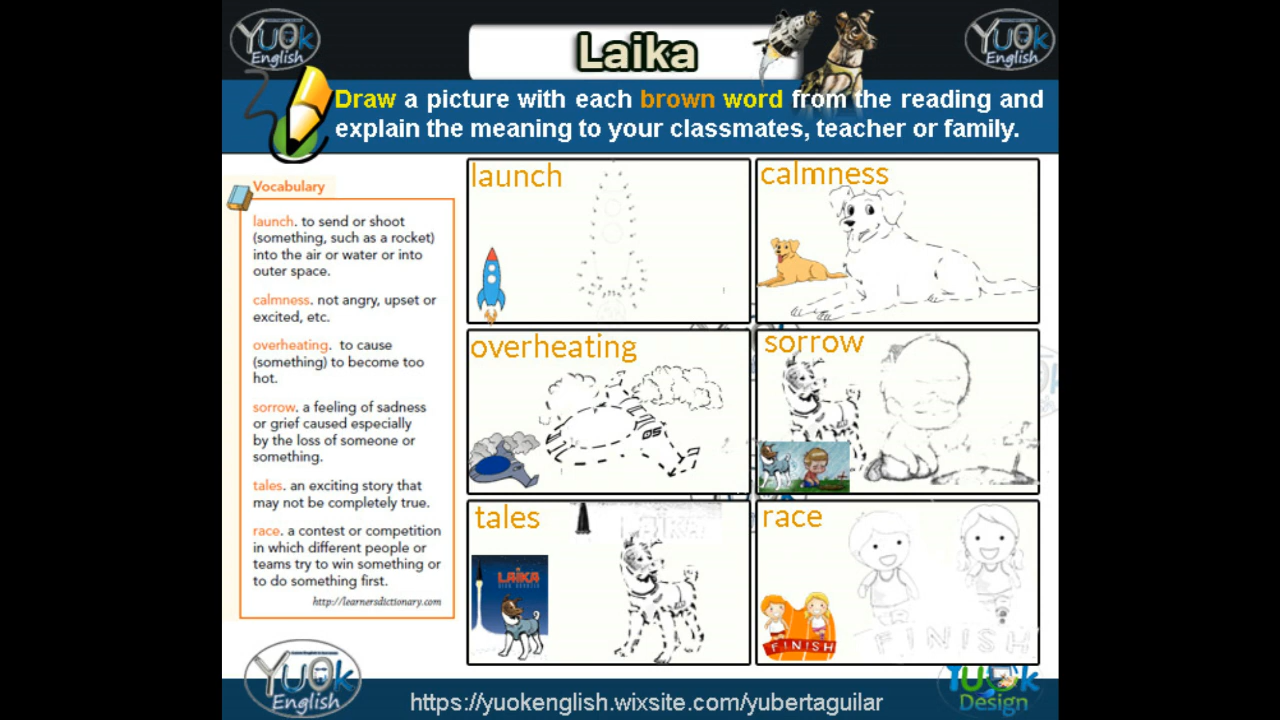 YuOk
English
Laika
YuOk
English
Draw a picture with each brown word from the reading and
explain the meaning to your classmates, teacher or family.
Vocabulary
launch. to send or shoot
(something, such as a rocket)
into the air or water or into
outer space.
calmness. not angry, upset or
excited, etc.
overheating. to cause
(something) to become too
hot.
sorrow. a feeling of sadness
or grief caused especially
by the loss of someone or
something.
tales. an exciting story that
may not be completely true.
race. a contest or competition
in which different people or
teams try to win something or
to do something first.
http://learnersdictionary.com
launch
calmness
overheating
05
sorrow
tales
LAIKA
race
FINISH
FINISH
YuOk
English
https://yuokenglish.wixsite.com/yubertaguilar
YUOk
Design